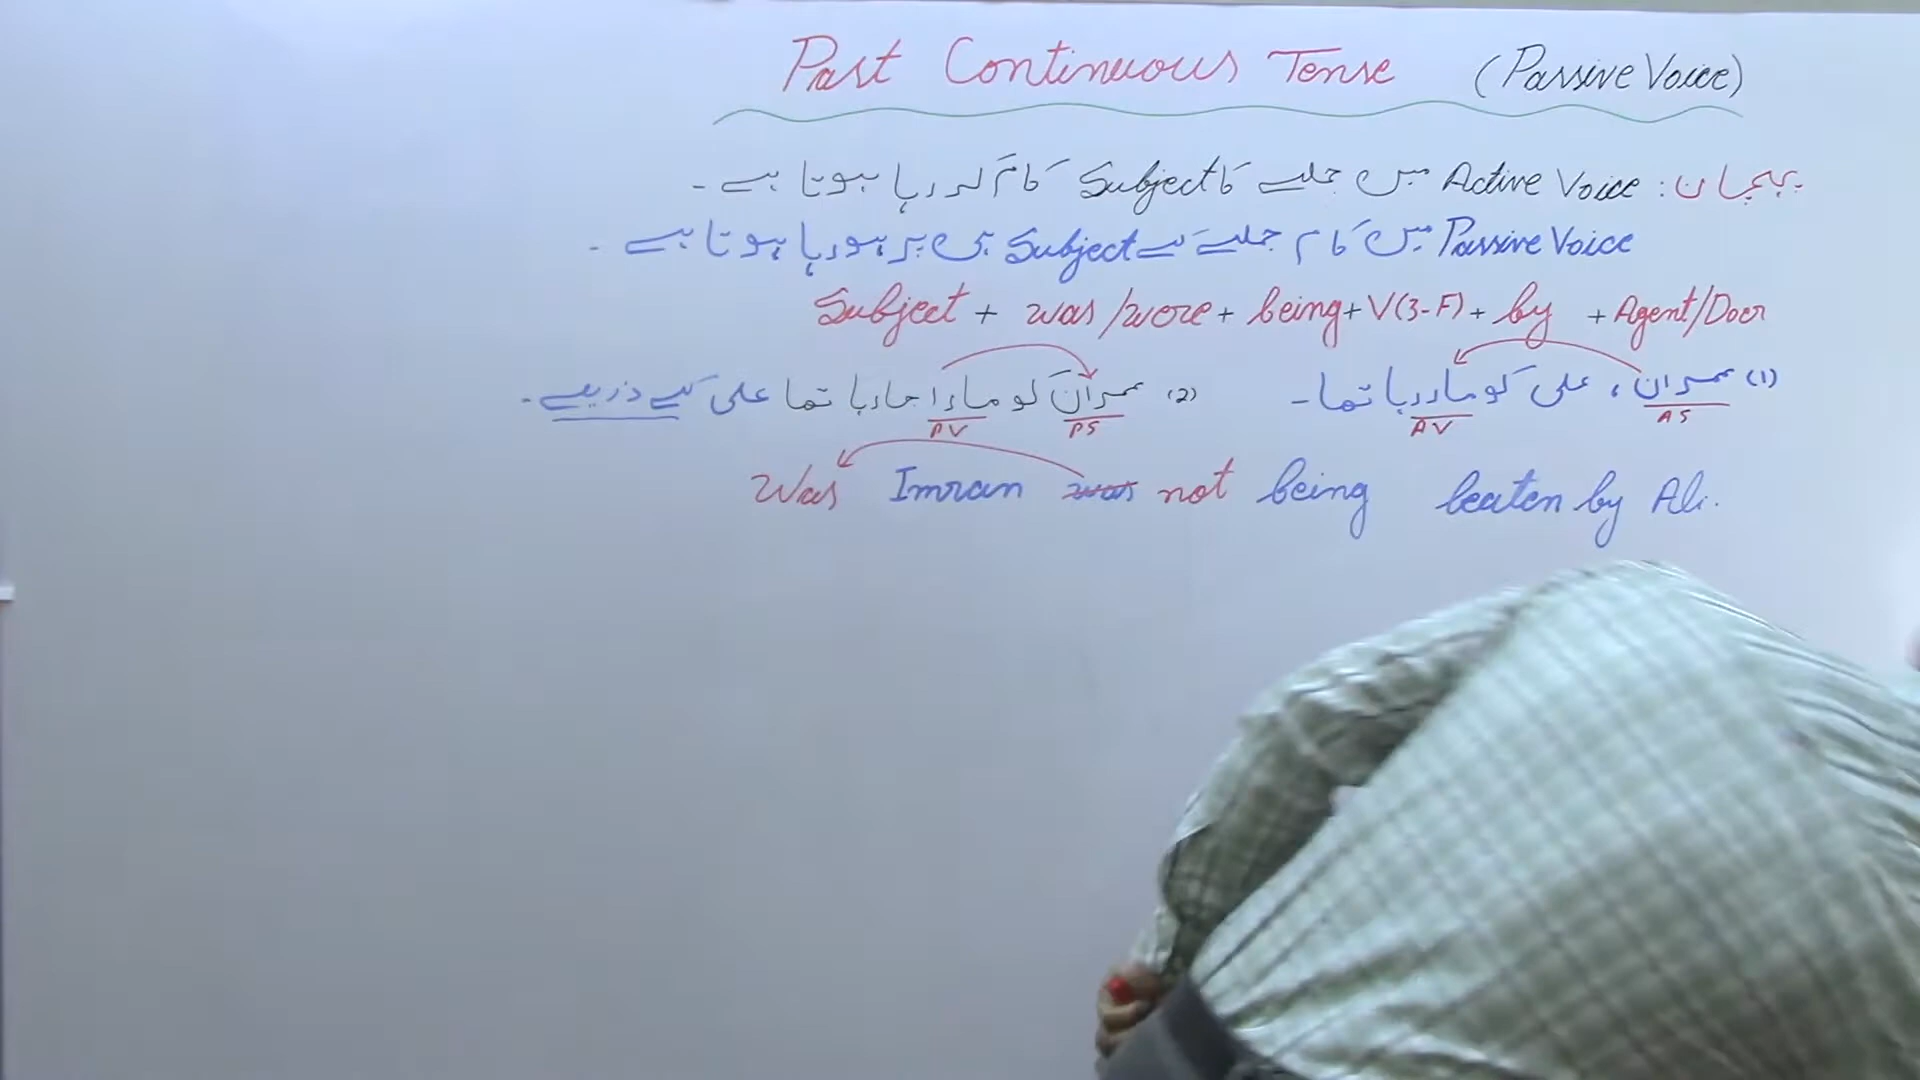 Past Continuous Tense (Passive Voice)
پہچان: Active Voice میں جملے کا Subject کام کر رہا ہوتا ہے۔
Passive Voice میں کام جملے کے Subject ہی پر ہو رہا ہوتا ہے۔
Subject + was/were + being + V(3-F) + by + Agent/Doer
(1) عمران، علی کو مار رہا تھا۔ (2) عمران کو مارا جا رہا تھا علی کے ذریعے۔
AS AV PS PV
Was Imran was not being beaten by Ali.